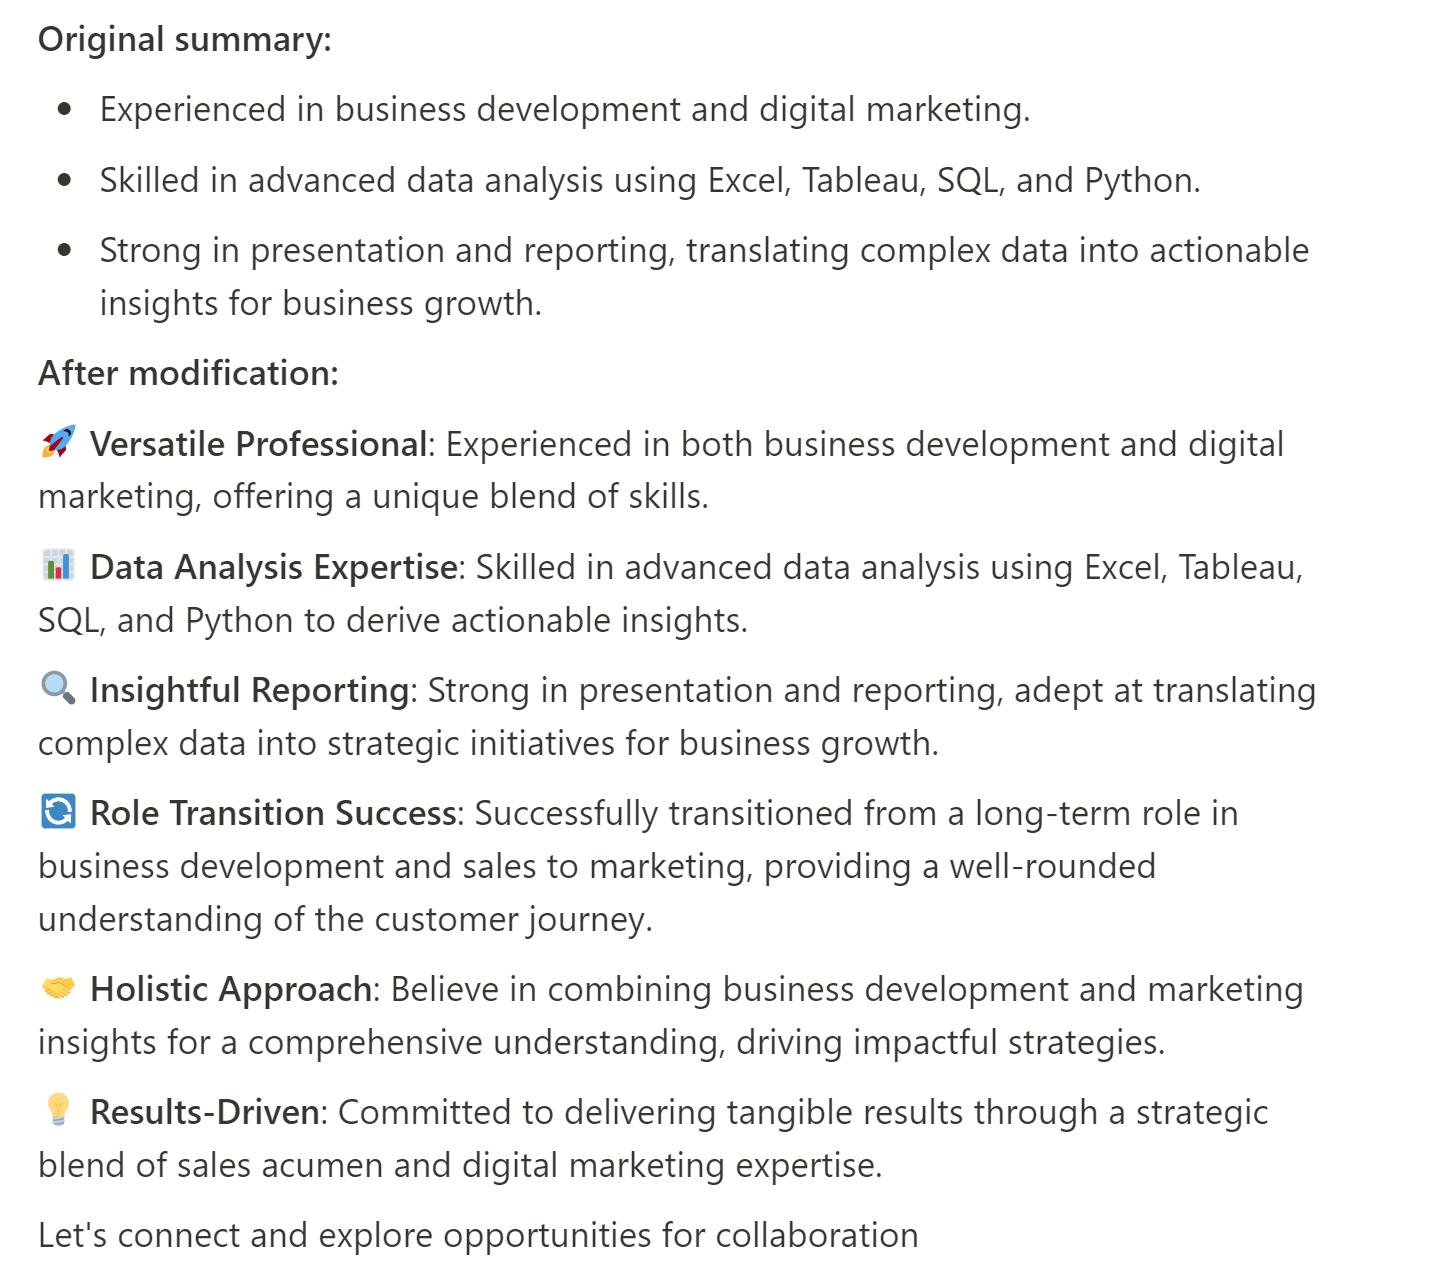 Original summary:
• Experienced in business development and digital marketing.
• Skilled in advanced data analysis using Excel, Tableau, SQL, and Python.
• Strong in presentation and reporting, translating complex data into actionable
insights for business growth.
After modification:
🚀 Versatile Professional: Experienced in both business development and digital
marketing, offering a unique blend of skills.
📊 Data Analysis Expertise: Skilled in advanced data analysis using Excel, Tableau,
SQL, and Python to derive actionable insights.
🔍 Insightful Reporting: Strong in presentation and reporting, adept at translating
complex data into strategic initiatives for business growth.
🔄 Role Transition Success: Successfully transitioned from a long-term role in
business development and sales to marketing, providing a well-rounded
understanding of the customer journey.
🤝 Holistic Approach: Believe in combining business development and marketing
insights for a comprehensive understanding, driving impactful strategies.
💡 Results-Driven: Committed to delivering tangible results through a strategic
blend of sales acumen and digital marketing expertise.
Let's connect and explore opportunities for collaboration